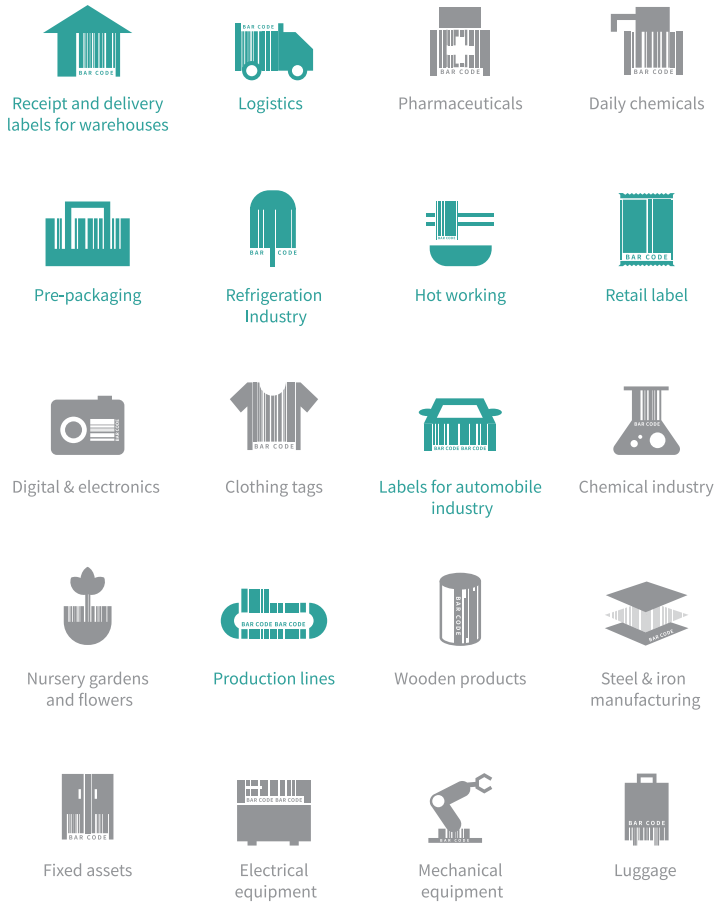 BAR CODE
BAR CODE
BAR CODE
BAR CODE
Receipt and delivery
labels for warehouses
Logistics
Pharmaceuticals
Daily chemicals
BAR CODE
BAR CODE
BAR CODE
Pre-packaging
Refrigeration
Industry
Hot working
Retail label
BAR CODE
BAR CODE
BAR CODE BAR CODE
BAR CODE
Digital & electronics
Clothing tags
Labels for automobile
industry
Chemical industry
BAR CODE BAR CODE
BAR CODE
BAR CODE
Nursery gardens
and flowers
Production lines
Wooden products
Steel & iron
manufacturing
BAR CODE
BAR CODE BAR CODE
BAR CODE
BAR CODE
Fixed assets
Electrical
equipment
Mechanical
equipment
Luggage